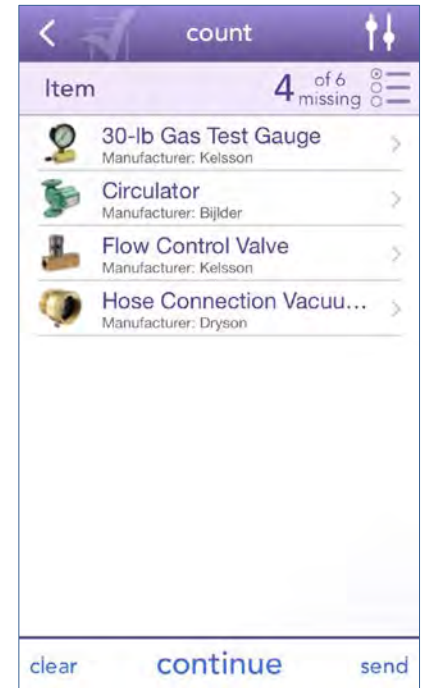 count
Item
4 of 6 missing
30-lb Gas Test Gauge
Manufacturer: Kelsson
Circulator
Manufacturer: Bijlder
Flow Control Valve
Manufacturer: Kelsson
Hose Connection Vacuu...
Manufacturer: Dryson
clear
continue
send